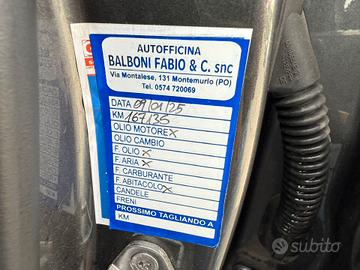 AUTOFFICINA
BALBONI FABIO & C. snc
Via Montalese, 131 Montemurlo (PO)
Tel. 0574 720069
DATA 09/01/25
KM 167136
OLIO MOTORE X
OLIO CAMBIO
F. OLIO X
F. ARIA X
F. CARBURANTE
F. ABITACOLO X
CANDELE
FRENI
PROSSIMO TAGLIANDO A
KM
subito